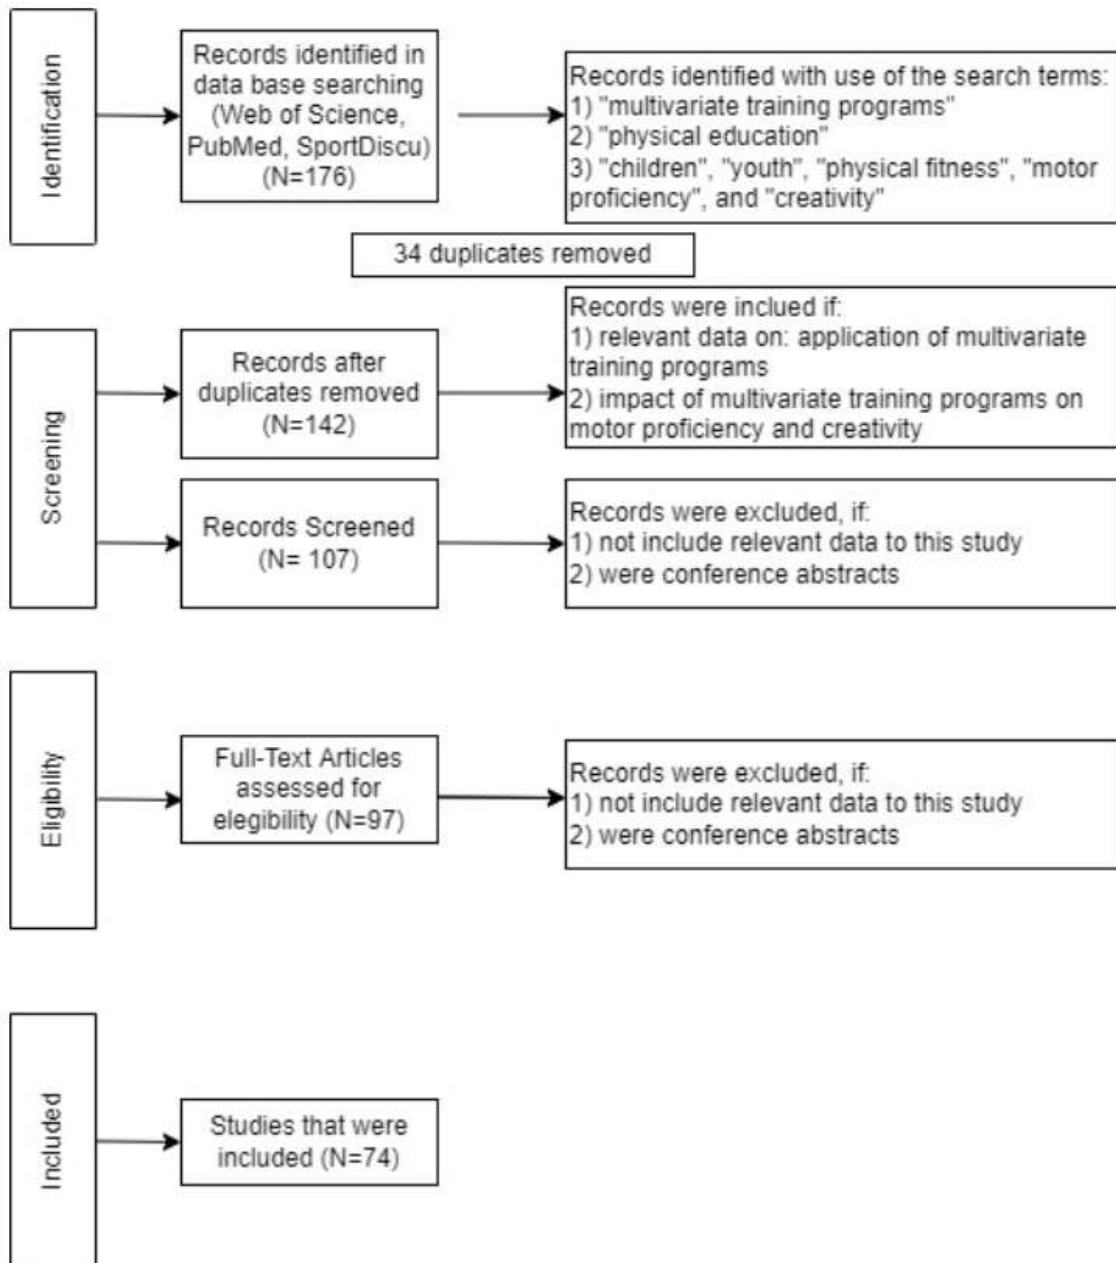 Identification
Records identified in
data base searching
(Web of Science,
PubMed, SportDiscu)
(N=176)
Records identified with use of the search terms:
1) "multivariate training programs"
2) "physical education"
3) "children", "youth", "physical fitness", "motor
proficiency", and "creativity"
34 duplicates removed
Screening
Records after
duplicates removed
(N=142)
Records were inclued if:
1) relevant data on: application of multivariate
training programs
2) impact of multivariate training programs on
motor proficiency and creativity
Records Screened
(N= 107)
Records were excluded, if:
1) not include relevant data to this study
2) were conference abstracts
Eligibility
Full-Text Articles
assessed for
elegibility (N=97)
Records were excluded, if:
1) not include relevant data to this study
2) were conference abstracts
Included
Studies that were
included (N=74)